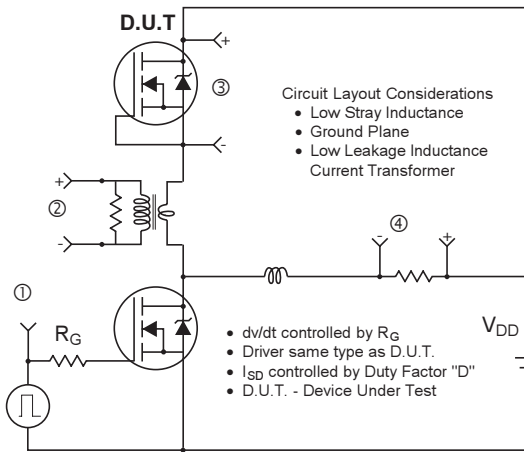 D.U.T
+
③
-
Circuit Layout Considerations
• Low Stray Inductance
• Ground Plane
• Low Leakage Inductance
Current Transformer
+
②
-
④
-
+
①
RG
• dv/dt controlled by RG
• Driver same type as D.U.T.
• ISD controlled by Duty Factor "D"
• D.U.T. - Device Under Test
VDD